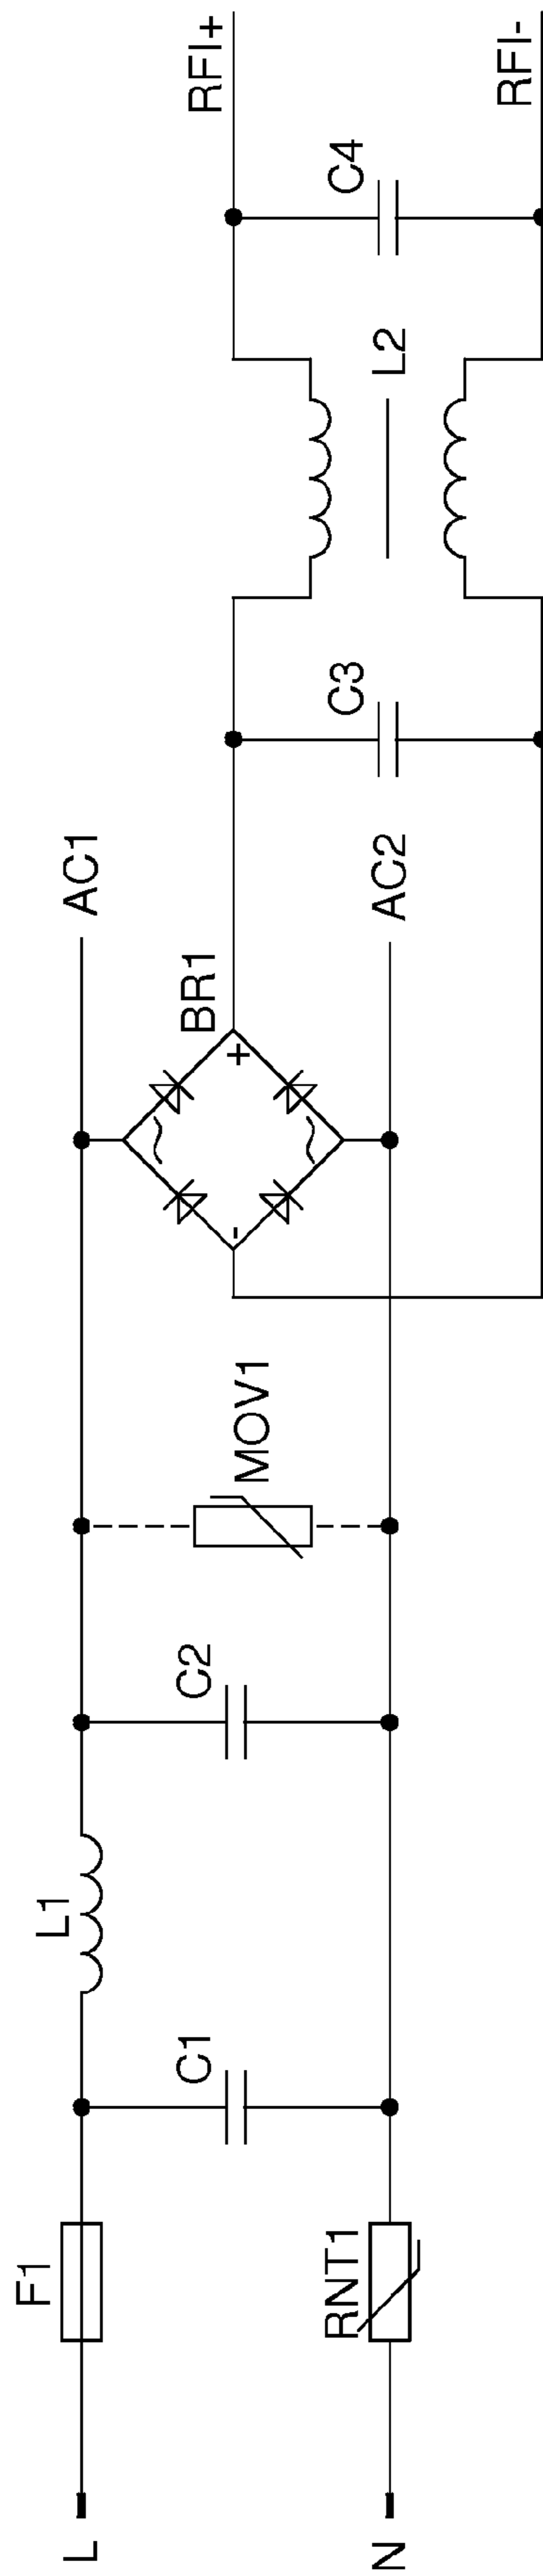 L
F1
C1
L1
C2
MOV1
BR1
AC1
~
+
-
~
C3
L2
C4
RFI+
N
RNT1
AC2
RFI-